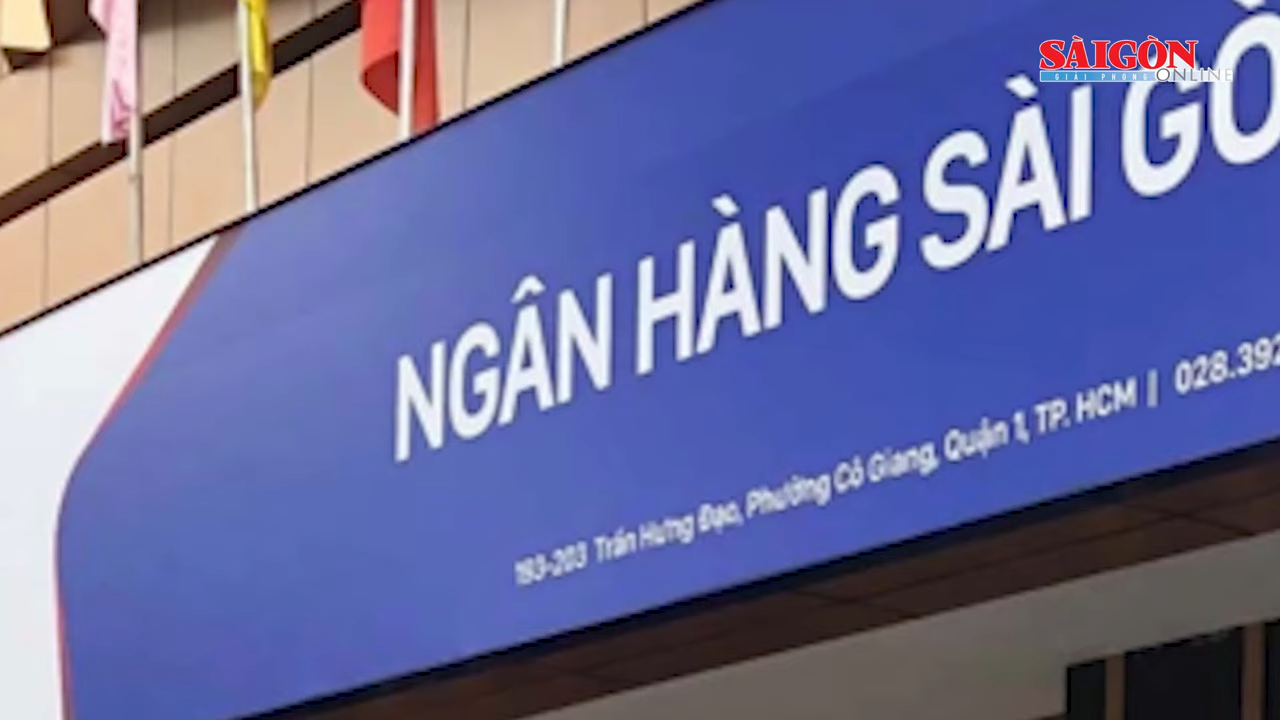 SÀIGÒN
GIẢI PHÓNG ONLINE
NGÂN HÀNG SÀI GÒ
193-203 Trần Hưng Đạo, Phường Cô Giang, Quận 1, TP. HCM | 028.392